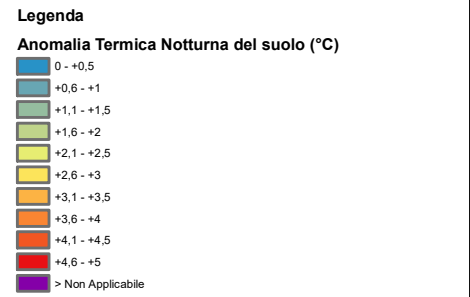 Legenda
Anomalia Termica Notturna del suolo (°C)
0 - +0,5
+0,6 - +1
+1,1 - +1,5
+1,6 - +2
+2,1 - +2,5
+2,6 - +3
+3,1 - +3,5
+3,6 - +4
+4,1 - +4,5
+4,6 - +5
> Non Applicabile